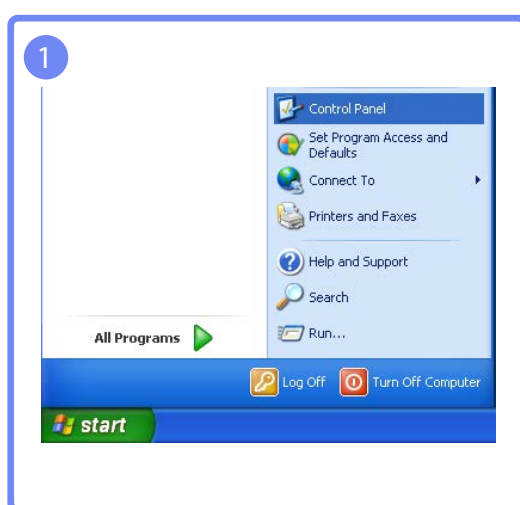 1
Control Panel
Set Program Access and
Defaults
Connect To
Printers and Faxes
Help and Support
Search
Run...
All Programs
Log Off
Turn Off Computer
start